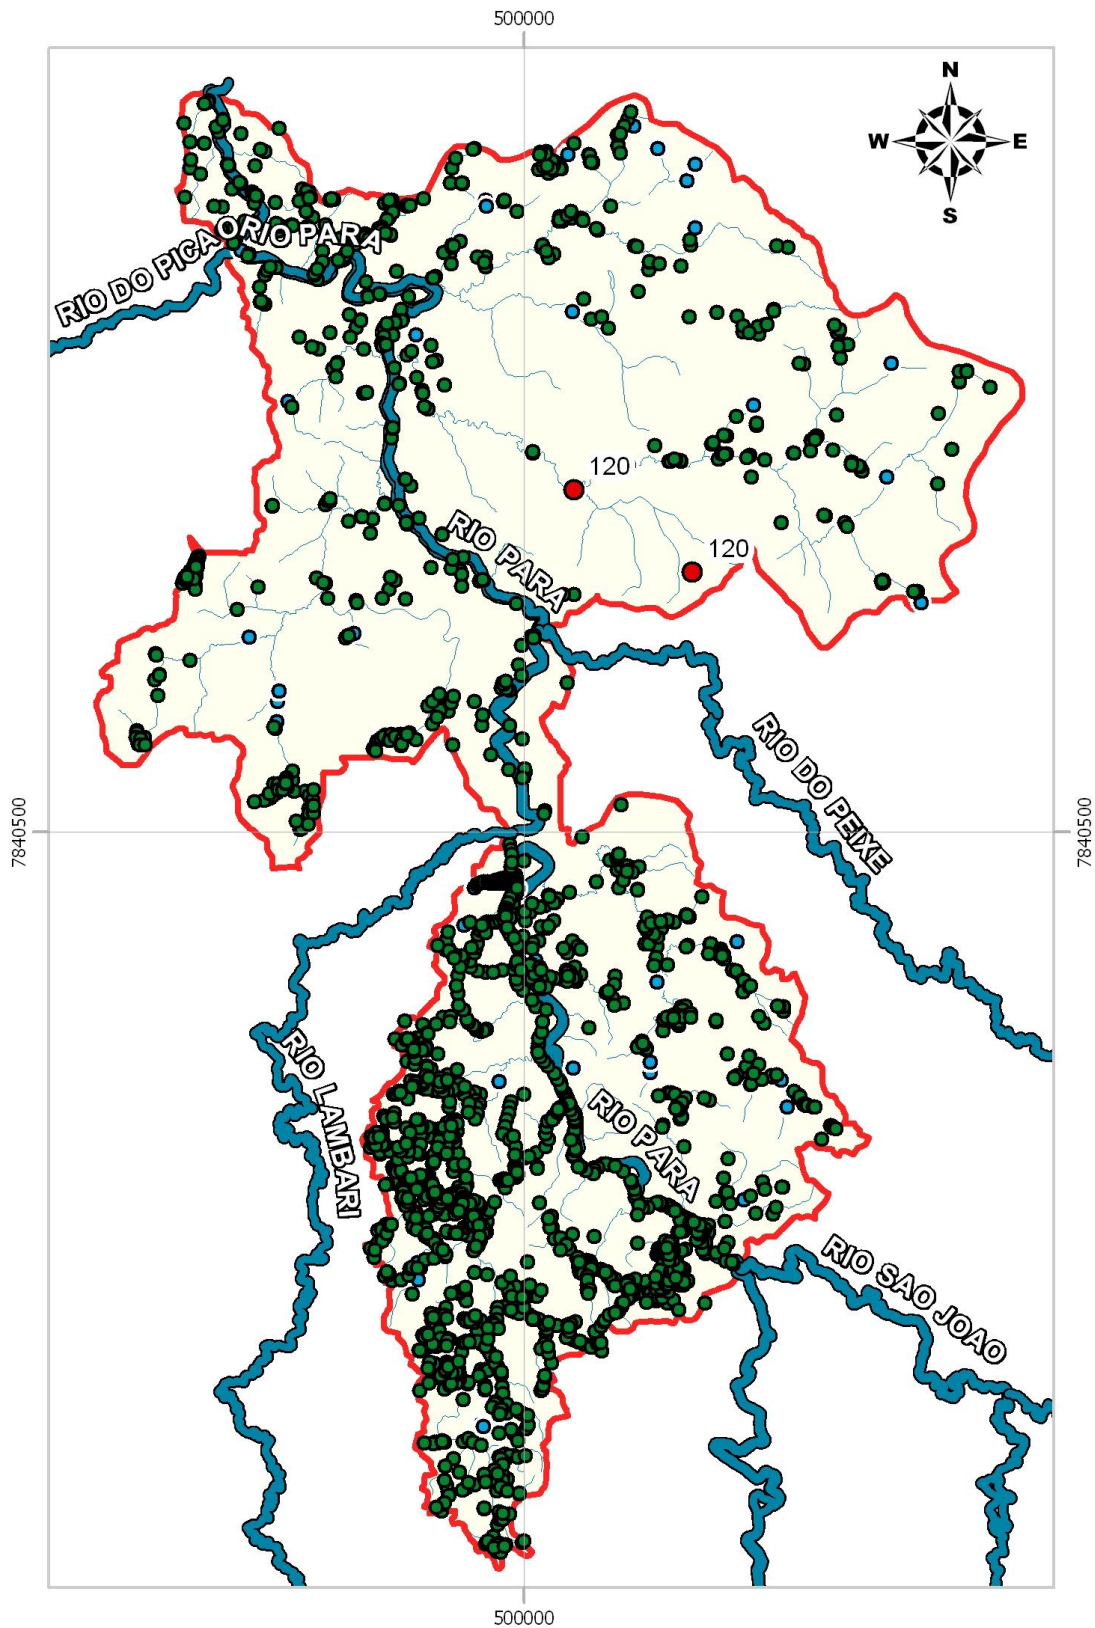 500000
N
W
E
S
RIO DO PICAO
RIO PARA
120
120
RIO PARA
RIO DO PEIXE
7840500
7840500
RIO LAMBARI
RIO PARA
RIO SAO JOAO
500000